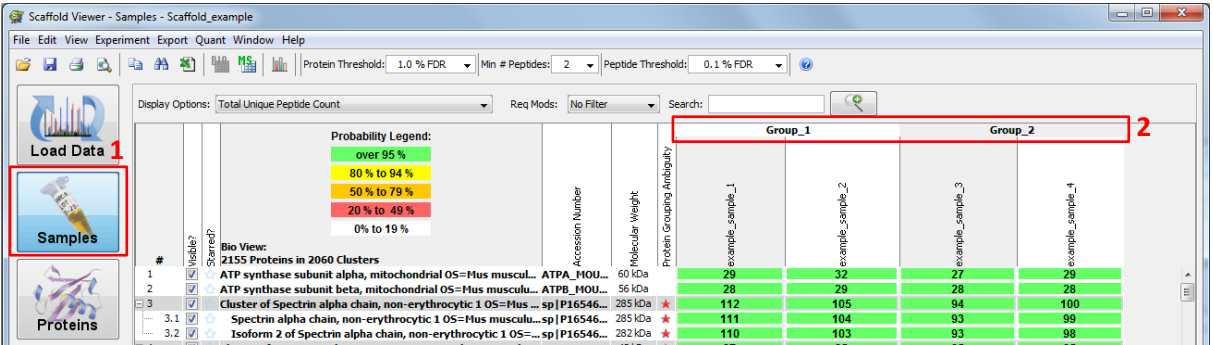 Scaffold Viewer - Samples - Scaffold_example
File Edit View Experiment Export Quant Window Help
Protein Threshold: 1.0 % FDR Min # Peptides: 2 Peptide Threshold: 0.1 % FDR
Display Options: Total Unique Peptide Count Req Mods: No Filter Search:
Load Data 1
Samples
Proteins
Group_1 Group_2 2
Probability Legend:
over 95 %
80 % to 94 %
50 % to 79 %
20 % to 49 %
0% to 19 %
Bio View:
2155 Proteins in 2060 Clusters
#
Visible?
Starred?
Accession Number
Molecular Weight
Protein Grouping Ambiguity
example_sample_1
example_sample_2
example_sample_3
example_sample_4
1 ATP synthase subunit alpha, mitochondrial OS=Mus muscul... ATPA_MOU... 60 kDa 29 32 27 29
2 ATP synthase subunit beta, mitochondrial OS=Mus musculu... ATPB_MOU... 56 kDa 28 29 28 28
3 Cluster of Spectrin alpha chain, non-erythrocytic 1 OS=Mus ... sp|P16546... 285 kDa 112 105 94 100
3.1 Spectrin alpha chain, non-erythrocytic 1 OS=Mus muscul... sp|P16546... 285 kDa 111 104 93 99
3.2 Isoform 2 of Spectrin alpha chain, non-erythrocytic 1 OS=... sp|P16546... 282 kDa 110 103 93 98